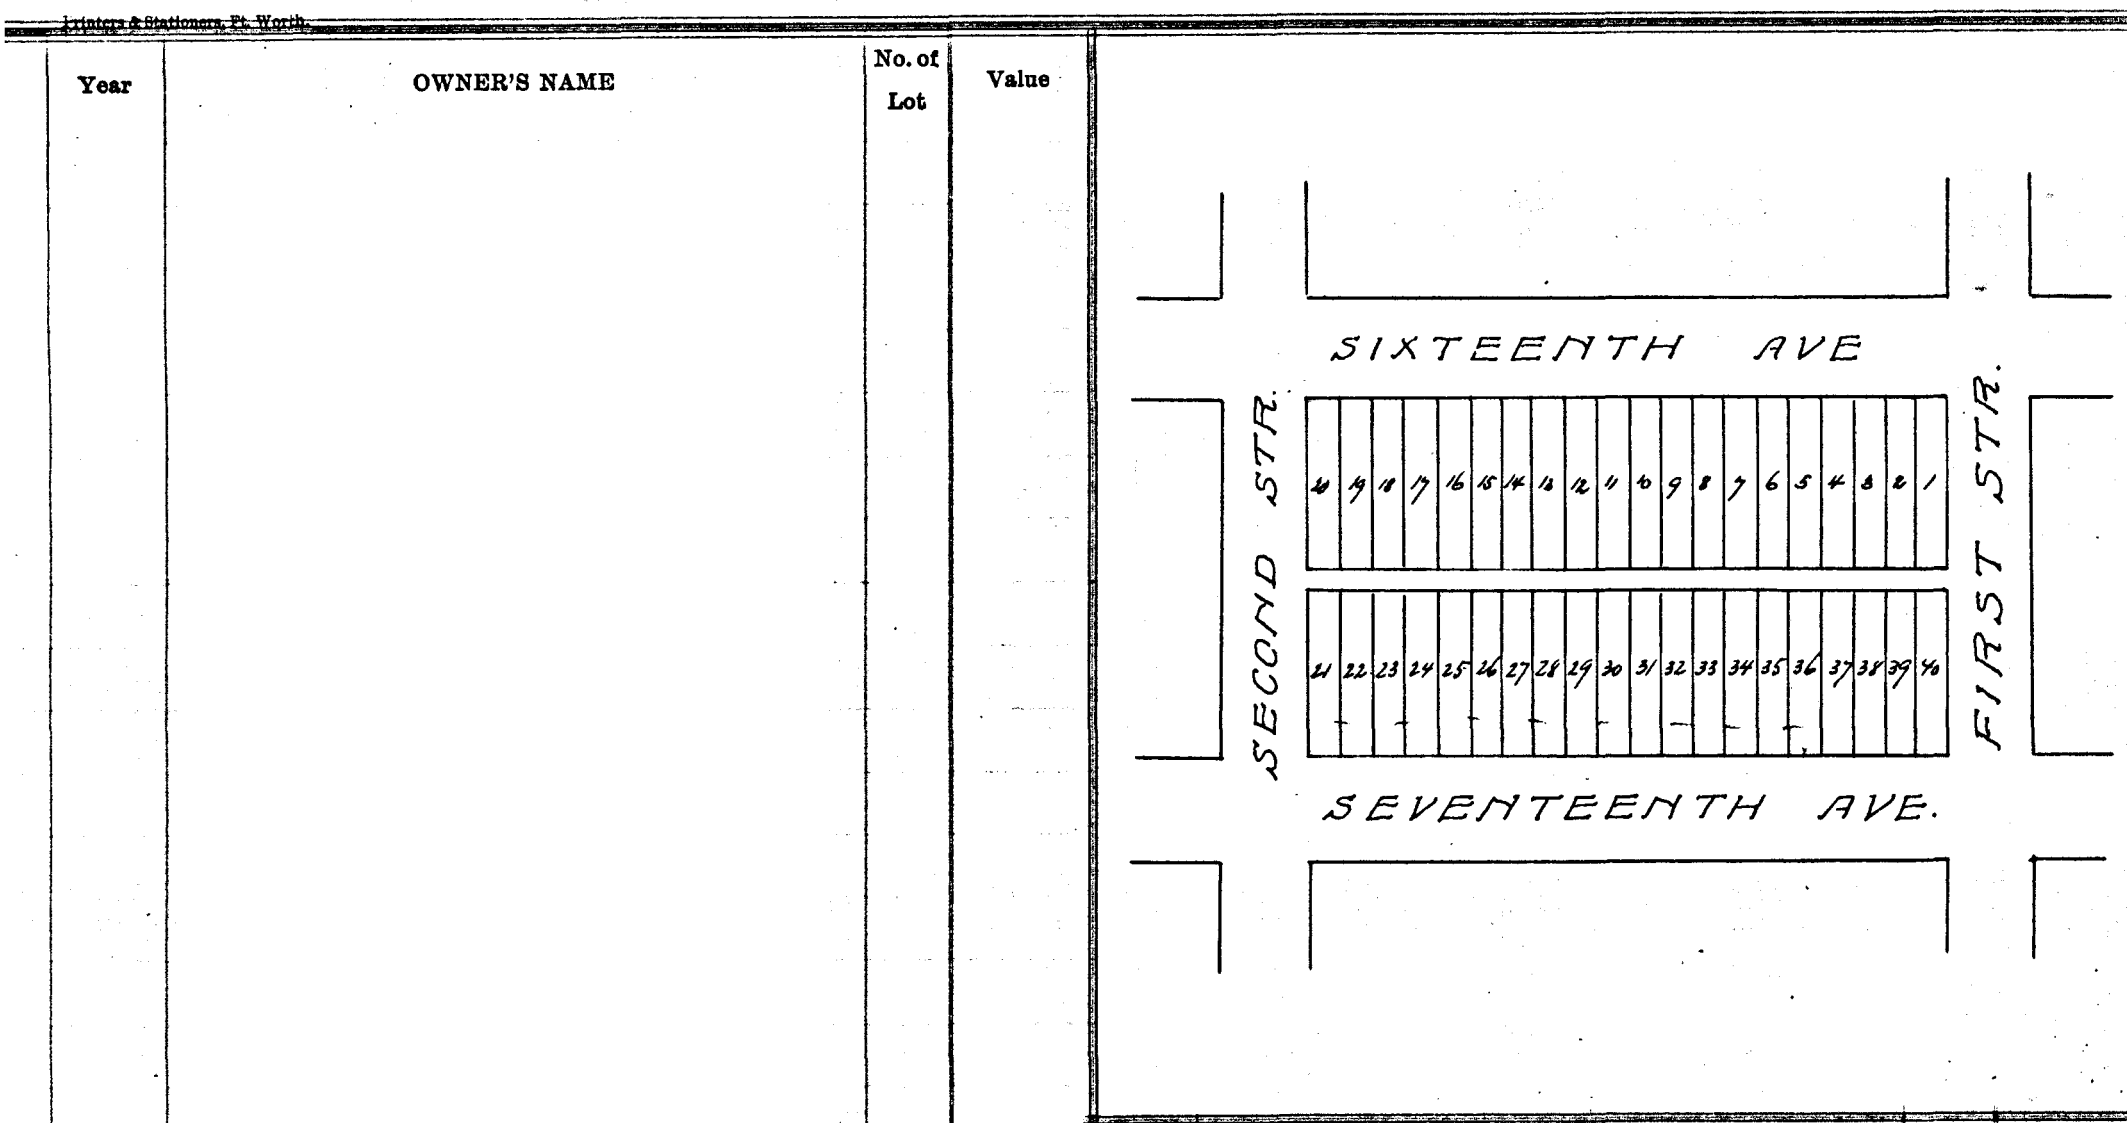 Printers & Stationers, Ft. Worth.
Year
OWNER'S NAME
No. of
Lot
Value
SIXTEENTH AVE
SECOND STR.
FIRST STR.
20 19 18 17 16 15 14 13 12 11 10 9 8 7 6 5 4 3 2 1
21 22 23 24 25 26 27 28 29 30 31 32 33 34 35 36 37 38 39 40
SEVENTEENTH AVE.